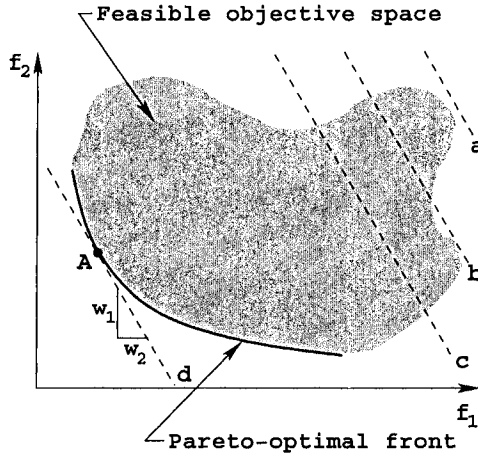 Feasible objective space
f2
a
A
b
w1
w2
c
d
f1
Pareto-optimal front